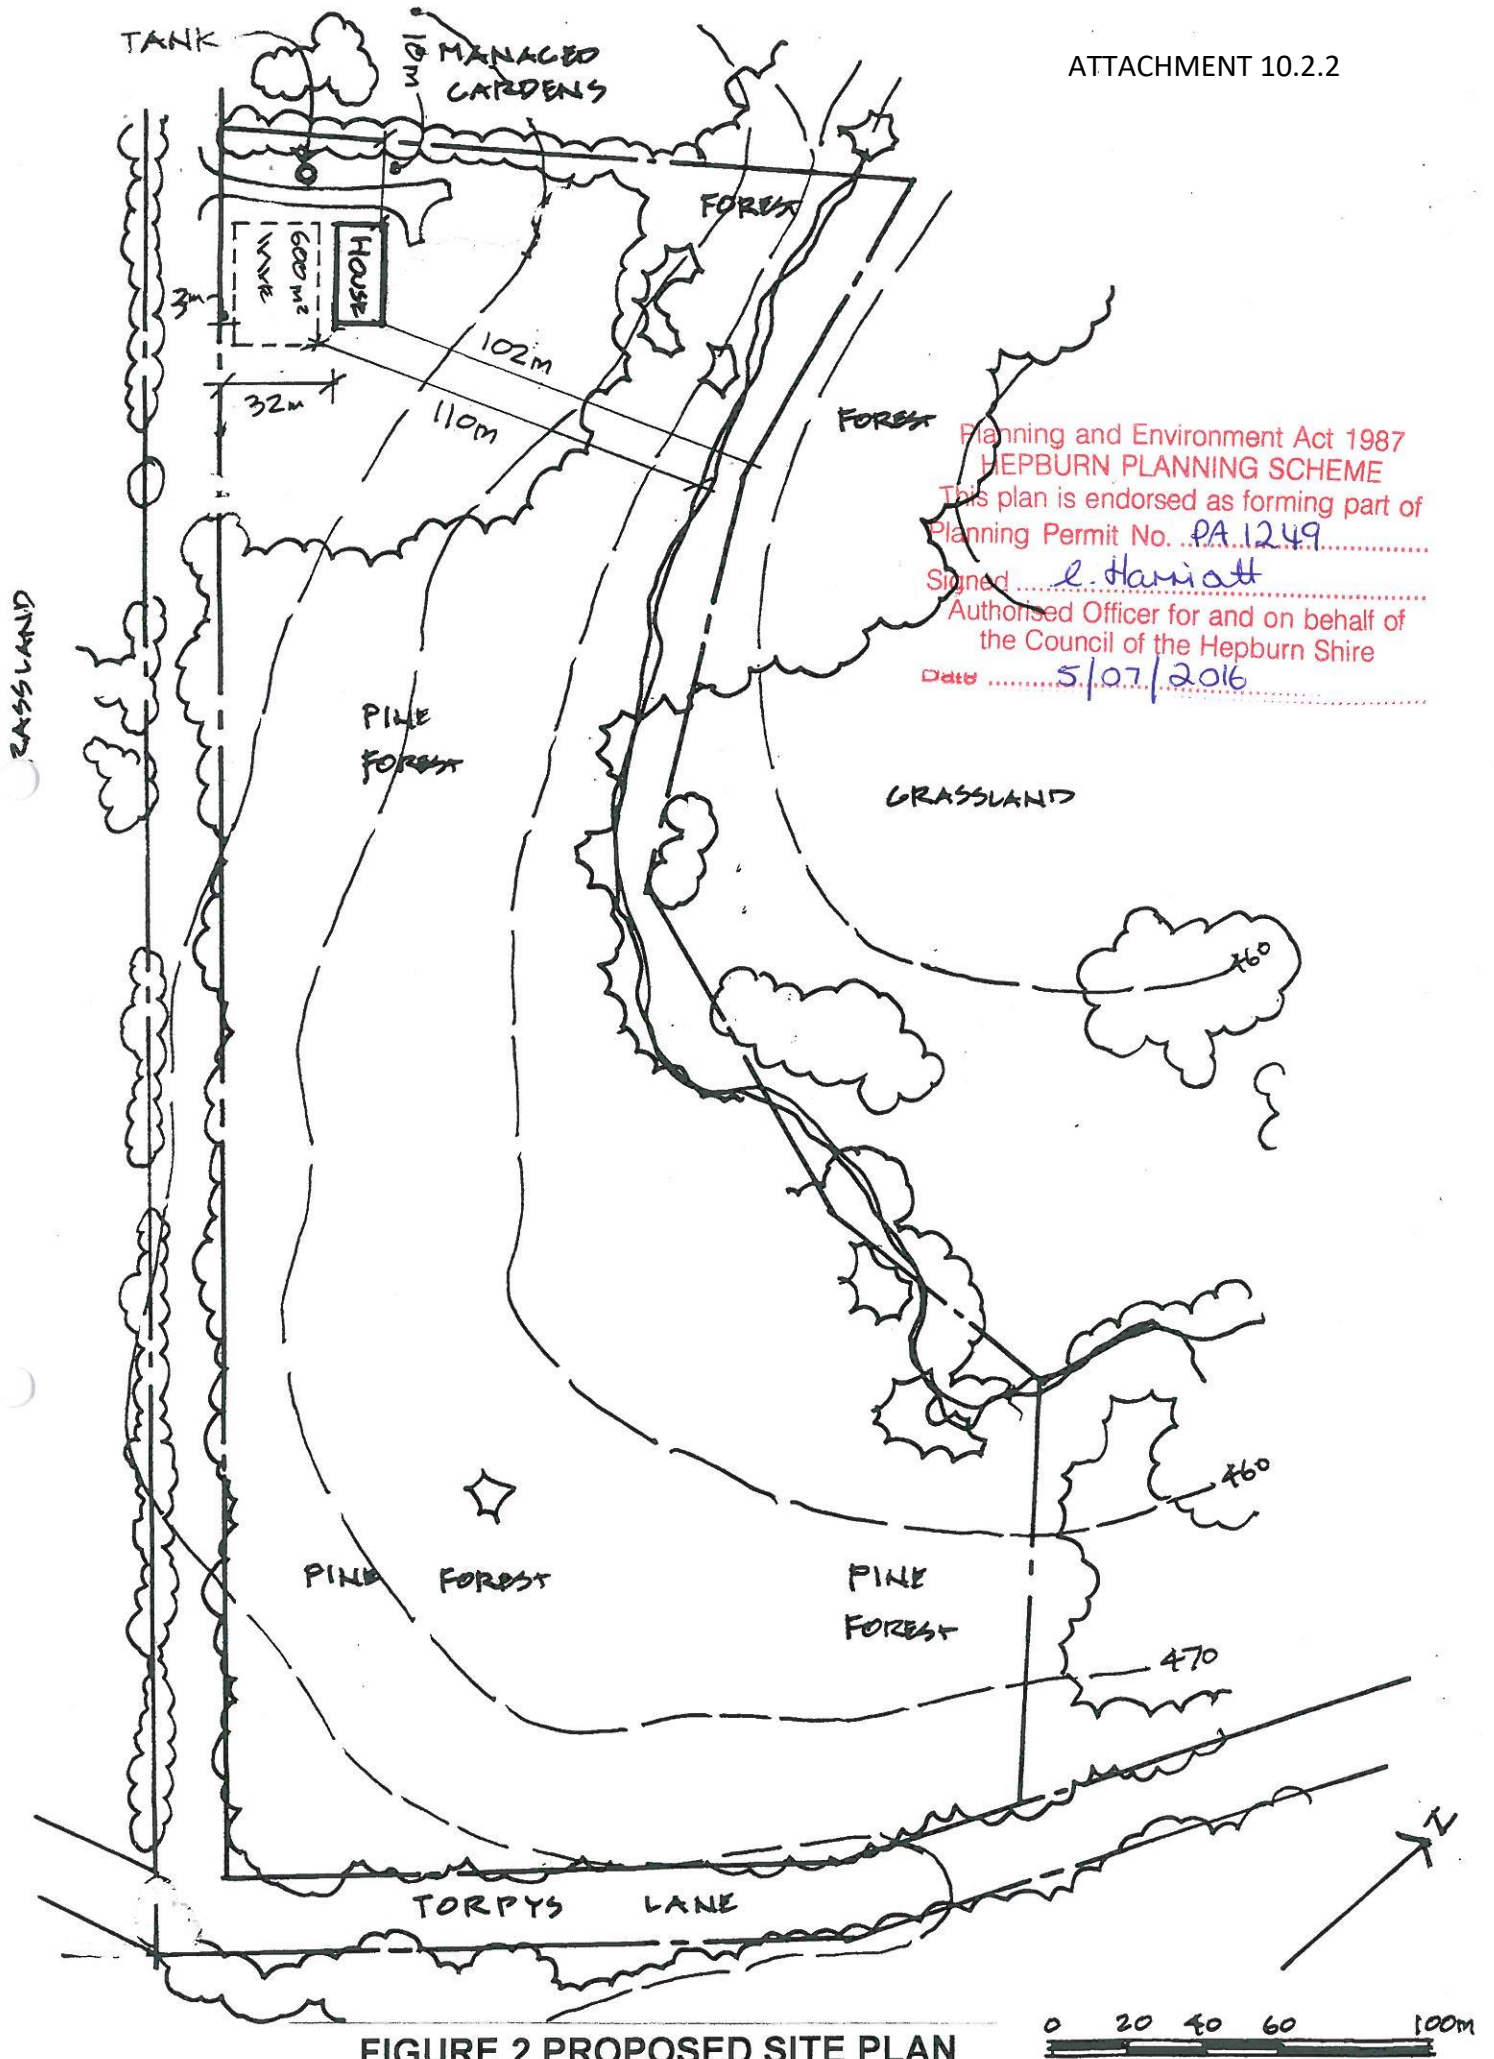 ATTACHMENT 10.2.2
TANK
10m
MANAGED
GARDENS
FOREST
HOUSE
600m²
3m
102m
32m
110m
FOREST
Planning and Environment Act 1987
HEPBURN PLANNING SCHEME
This plan is endorsed as forming part of
Planning Permit No. PA 1249
Signed
Authorised Officer for and on behalf of
the Council of the Hepburn Shire
Date 5/07/2016
RASSLAND
PINE
FOREST
GRASSLAND
460
460
PINE FOREST
PINE
FOREST
470
TORPYS LANE
N
FIGURE 2 PROPOSED SITE PLAN
0 20 40 60 100m